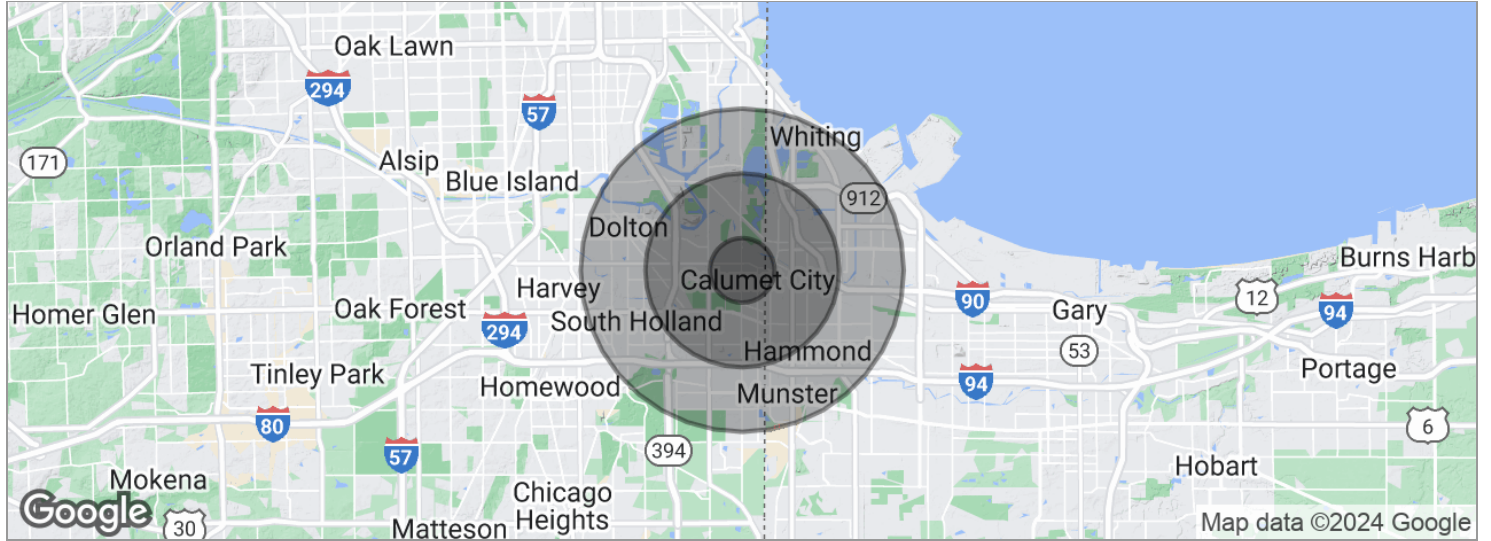 Oak Lawn
294
57
Whiting
171
Alsip
Blue Island
912
Dolton
Orland Park
Burns Harb
Calumet City
Harvey
90
12
Homer Glen
Oak Forest
294
South Holland
Gary
94
53
Hammond
Tinley Park
Homewood
Munster
94
Portage
80
57
394
6
Mokena
Hobart
Chicago
Heights
Google
30
Matteson
Map data ©2024 Google